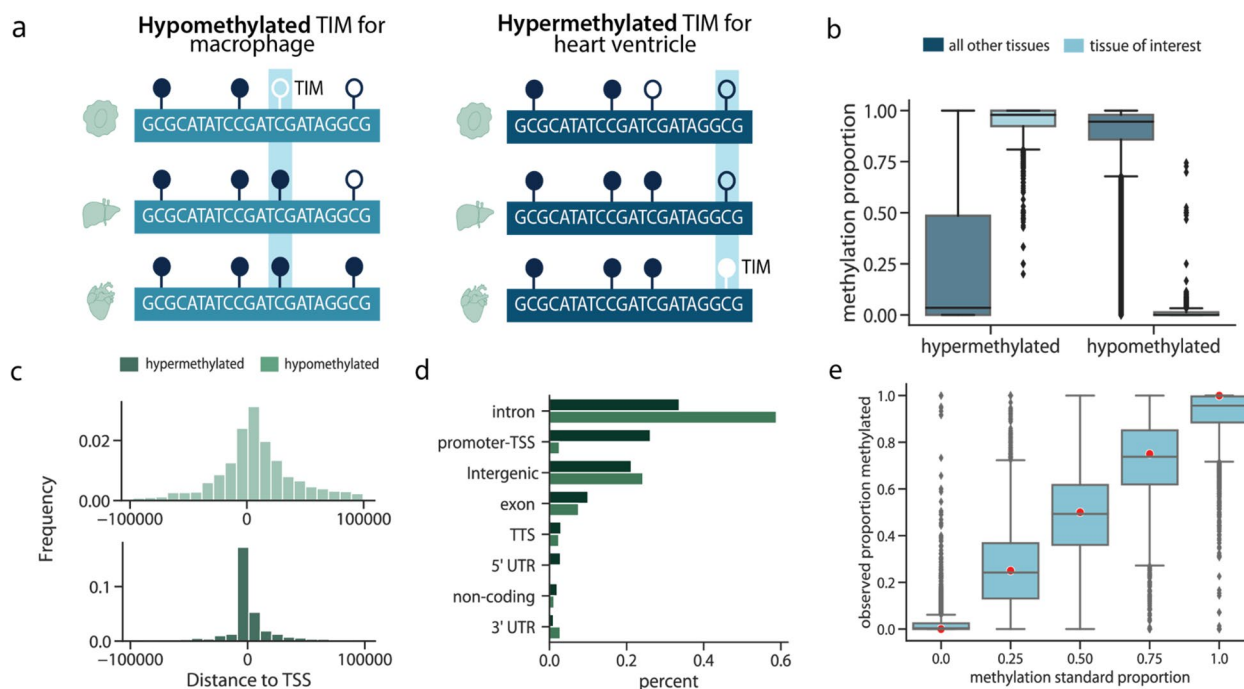 a
Hypomethylated TIM for
macrophage
TIM
GCGCATATCCGATCGATAGGCG
GCGCATATCCGATCGATAGGCG
GCGCATATCCGATCGATAGGCG
Hypermethylated TIM for
heart ventricle
GCGCATATCCGATCGATAGGCG
GCGCATATCCGATCGATAGGCG
TIM
GCGCATATCCGATCGATAGGCG
b
all other tissues tissue of interest
methylation proportion
1.00
0.75
0.50
0.25
0.00
hypermethylated hypomethylated
c
hypermethylated hypomethylated
Frequency
0.02
0.00
−100000 0 100000
0.1
0.0
−100000 0 100000
Distance to TSS
d
intron
promoter-TSS
Intergenic
exon
TTS
5' UTR
non-coding
3' UTR
0.0 0.2 0.4 0.6
percent
e
observed proportion methylated
1.0
0.8
0.6
0.4
0.2
0.0
0.0 0.25 0.50 0.75 1.0
methylation standard proportion